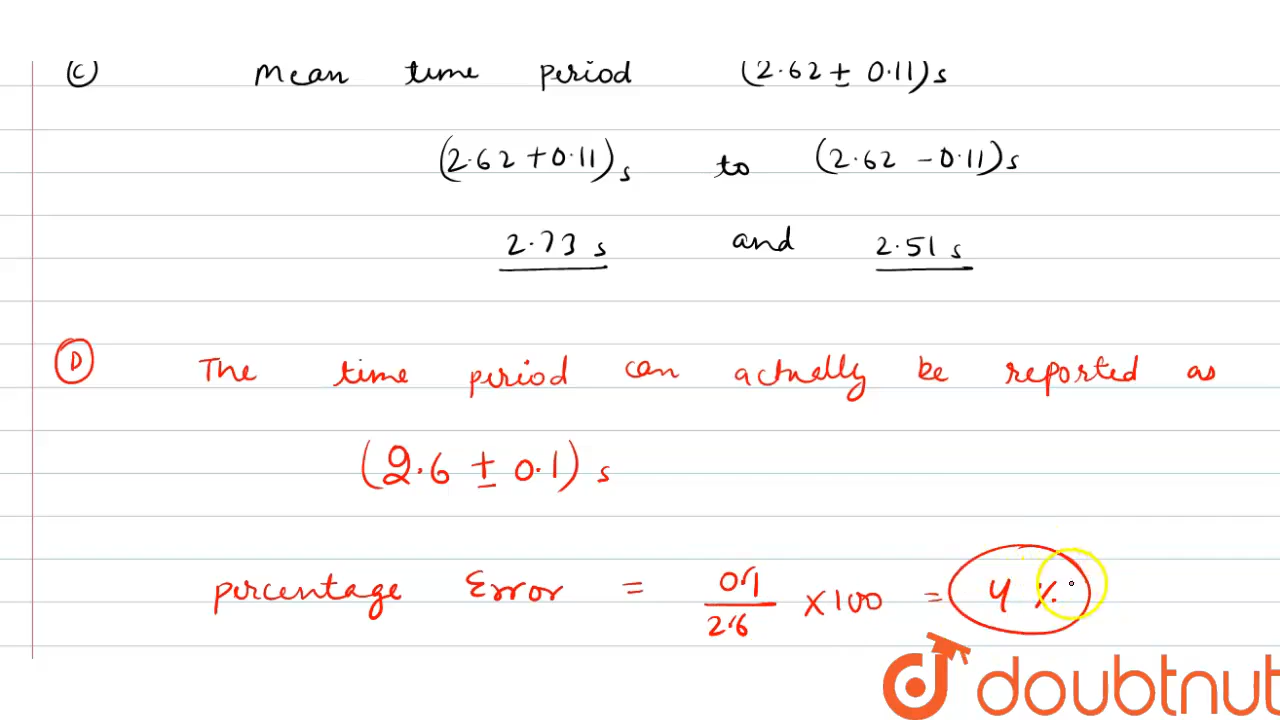 (C) Mean time period (2.62 ± 0.11) s
(2.62 + 0.11) s to (2.62 - 0.11) s
2.73 s and 2.51 s
(D) The time period can actually be reported as
(2.6 ± 0.1) s
percentage Error = 0.1/2.6 × 100 = 4 %.
doubtnut